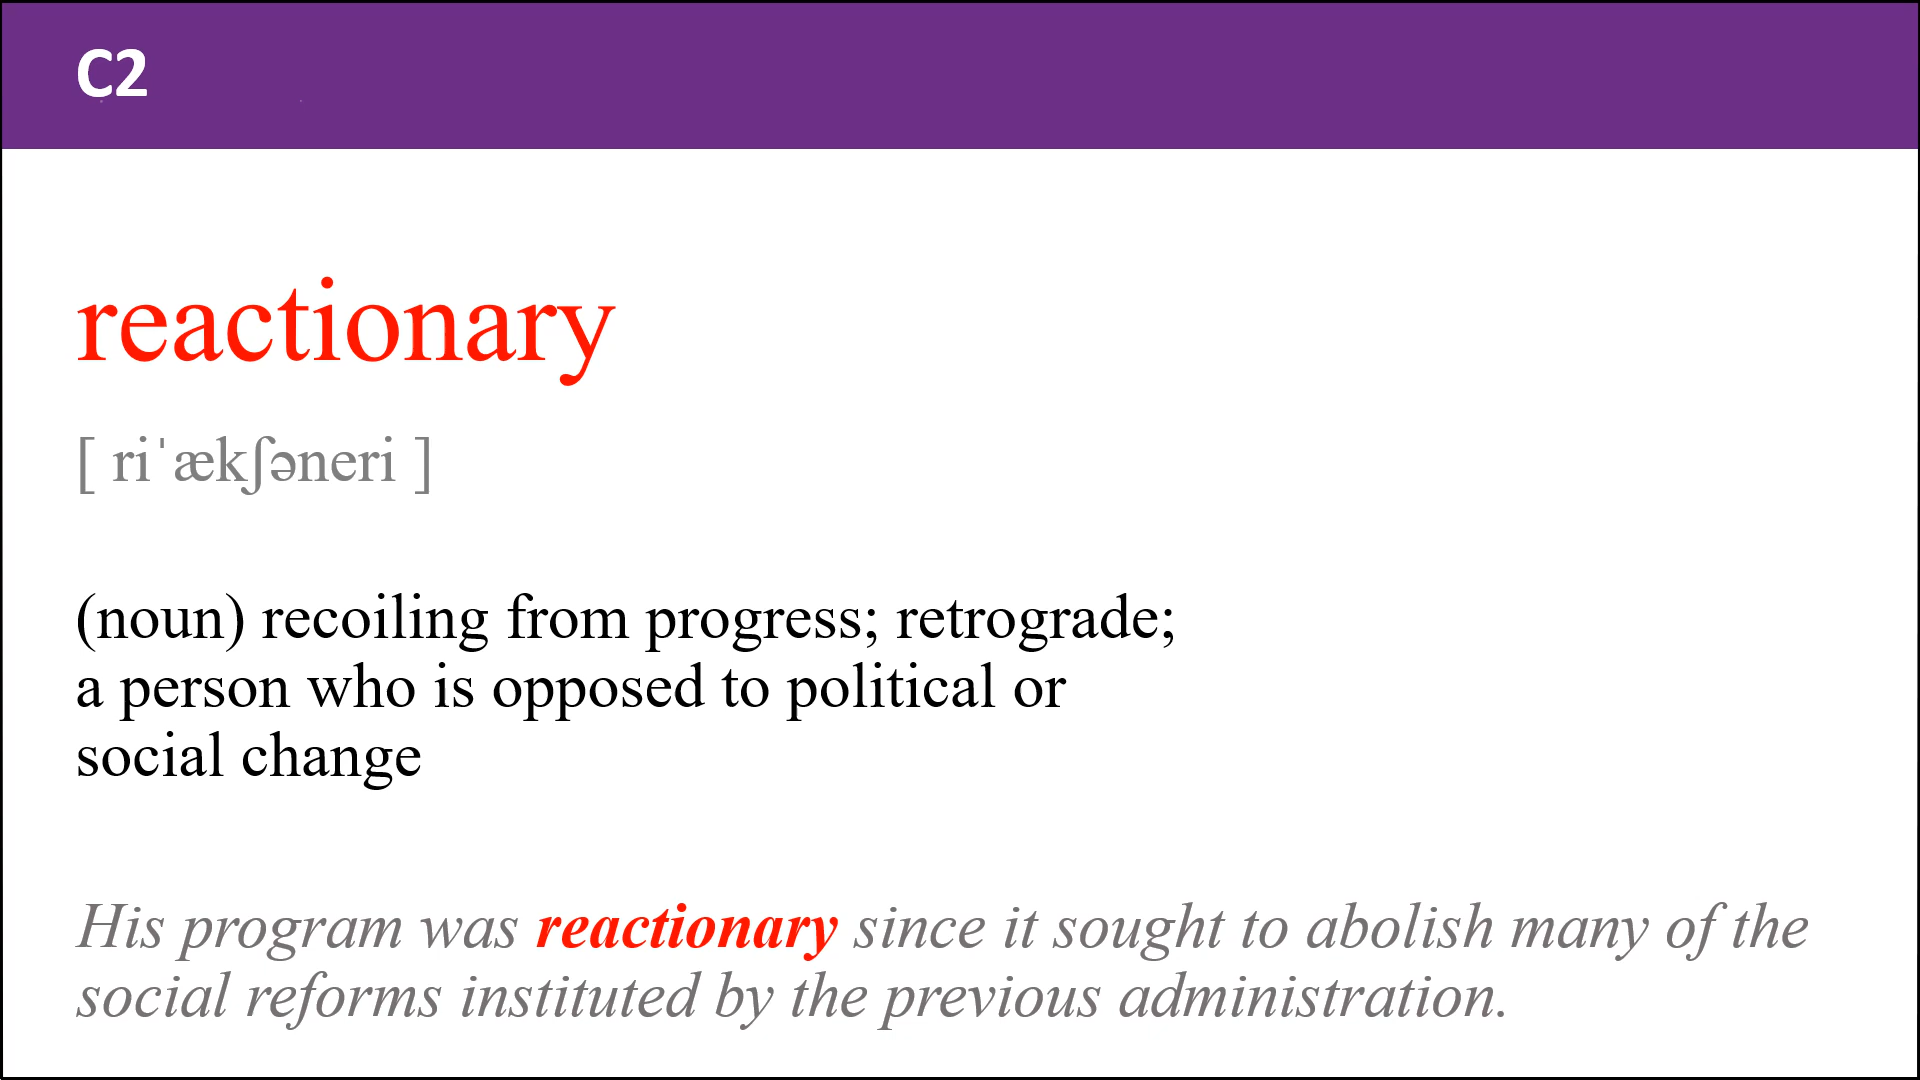 C2
reactionary
[ riˈækʃəneri ]
(noun) recoiling from progress; retrograde;
a person who is opposed to political or
social change
His program was reactionary since it sought to abolish many of the
social reforms instituted by the previous administration.